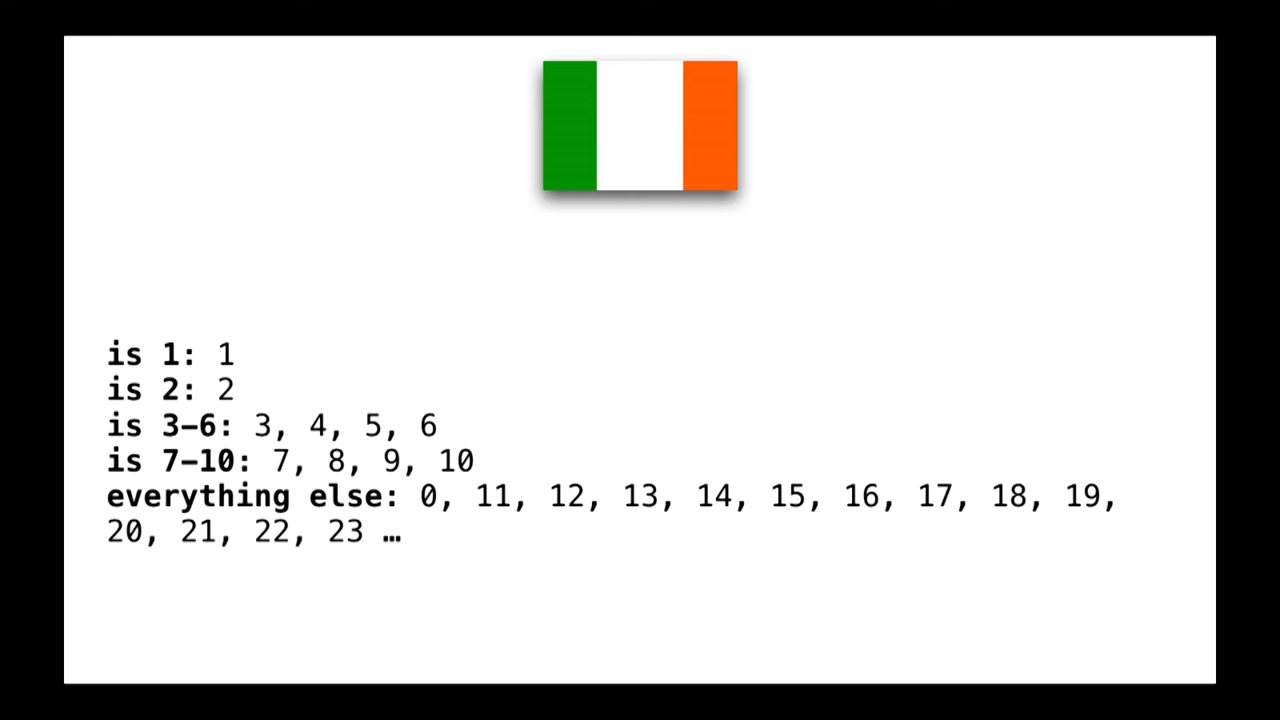 is 1: 1
is 2: 2
is 3–6: 3, 4, 5, 6
is 7–10: 7, 8, 9, 10
everything else: 0, 11, 12, 13, 14, 15, 16, 17, 18, 19,
20, 21, 22, 23 …